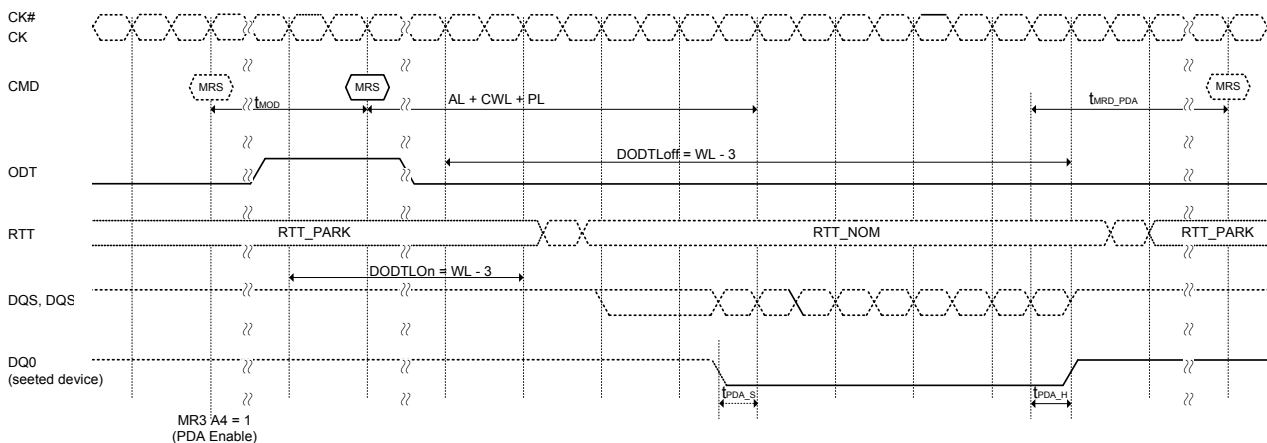 CK#
CK
CMD
MRS
MRS
MRS
tMOD
AL + CWL + PL
tMRD_PDA
DODTLoff = WL - 3
ODT
RTT
RTT_PARK
RTT_NOM
RTT_PARK
DODTLOn = WL - 3
DQS, DQS
DQ0
(seeted device)
tPDA_S
tPDA_H
MR3 A4 = 1
(PDA Enable)